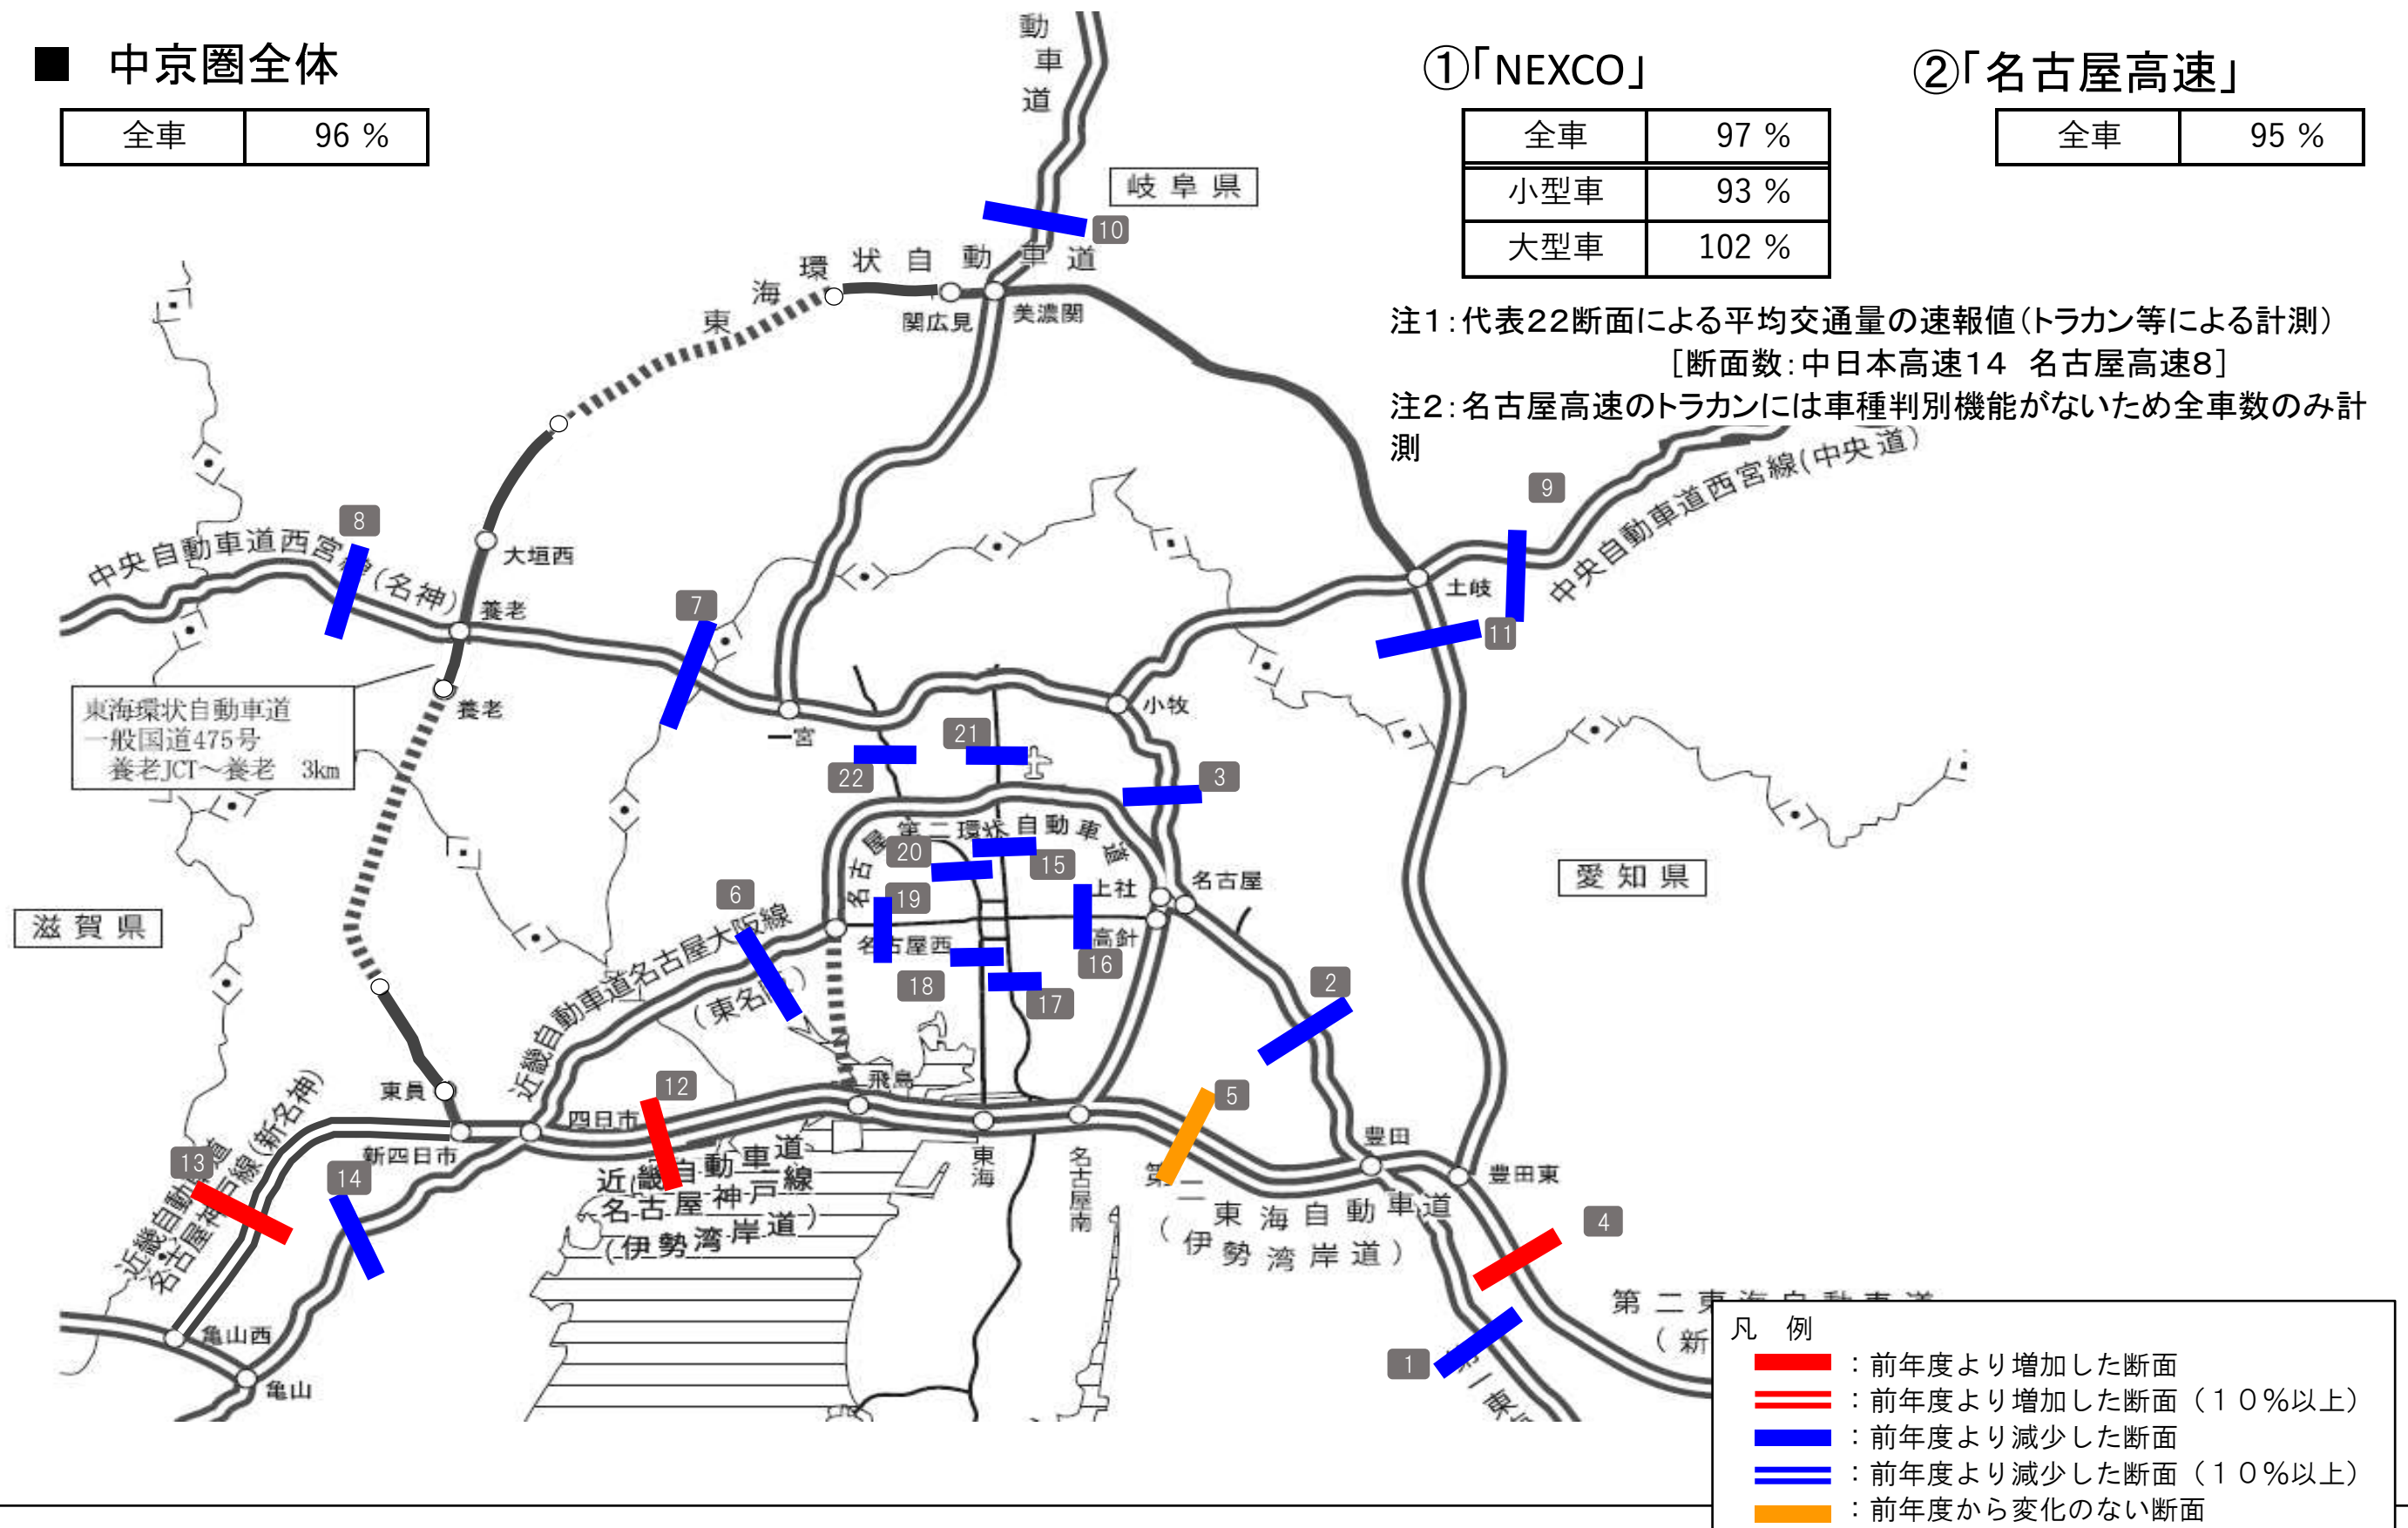 ■ 中京圏全体
全車 96 %
①「NEXCO」
全車 97 %
小型車 93 %
大型車 102 %
②「名古屋高速」
全車 95 %
注1：代表22断面による平均交通量の速報値（トラカン等による計測）
［断面数：中日本高速14 名古屋高速8］
注2：名古屋高速のトラカンには車種判別機能がないため全車数のみ計
測
動車道
岐阜県
10
東海環状自動車道
関広見
美濃関
9
中央自動車道西宮線(中央道)
8
中央自動車道西宮線(名神)
大垣西
養老
7
土岐
11
東海環状自動車道
一般国道475号
養老JCT～養老 3km
養老
一宮
小牧
21
22
3
名古屋第二環状自動車道
20
15
19
上社
名古屋
愛知県
6
滋賀県
名古屋西
高針
16
18
17
2
近畿自動車道名古屋大阪線
(東名阪)
飛島
東員
12
5
四日市
新四日市
豊田
13
14
近畿自動車道
名古屋神戸線(新名神)
近畿自動車道
名古屋神戸線
(伊勢湾岸道)
東海
名古屋南
豊田東
第二東海自動車道
(伊勢湾岸道)
4
亀山西
亀山
1
第二東海自動車道
(新
凡 例
：前年度より増加した断面
：前年度より増加した断面（１０％以上）
：前年度より減少した断面
：前年度より減少した断面（１０％以上）
：前年度から変化のない断面